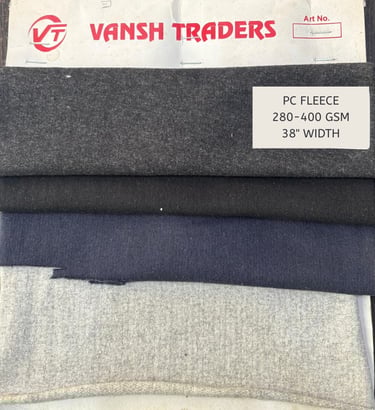 VT
VANSH TRADERS
Art No.
PC FLEECE
280-400 GSM
38" WIDTH